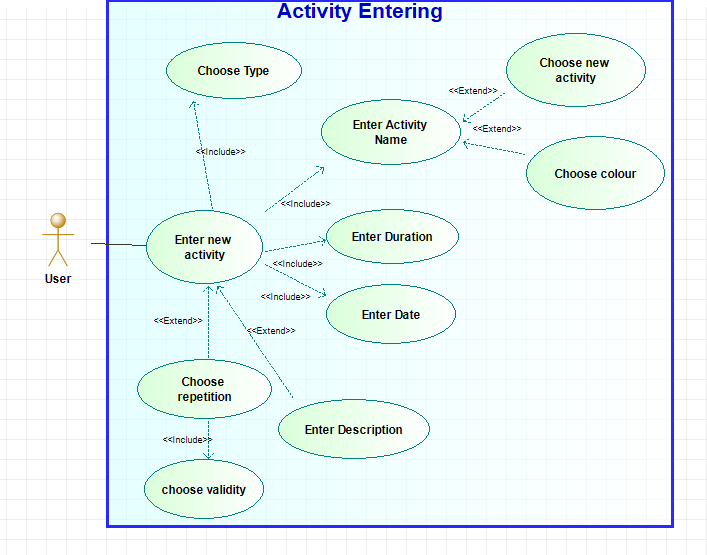 Activity Entering
Choose Type
Choose new
activity
<<Extend>>
Enter Activity
Name
<<Extend>>
<<Include>>
Choose colour
<<Include>>
Enter new
activity
Enter Duration
<<Include>>
User
<<Include>>
Enter Date
<<Extend>>
<<Extend>>
Choose
repetition
Enter Description
<<Include>>
choose validity